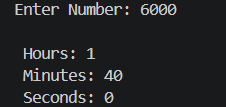 Enter Number: 6000
Hours: 1
Minutes: 40
Seconds: 0